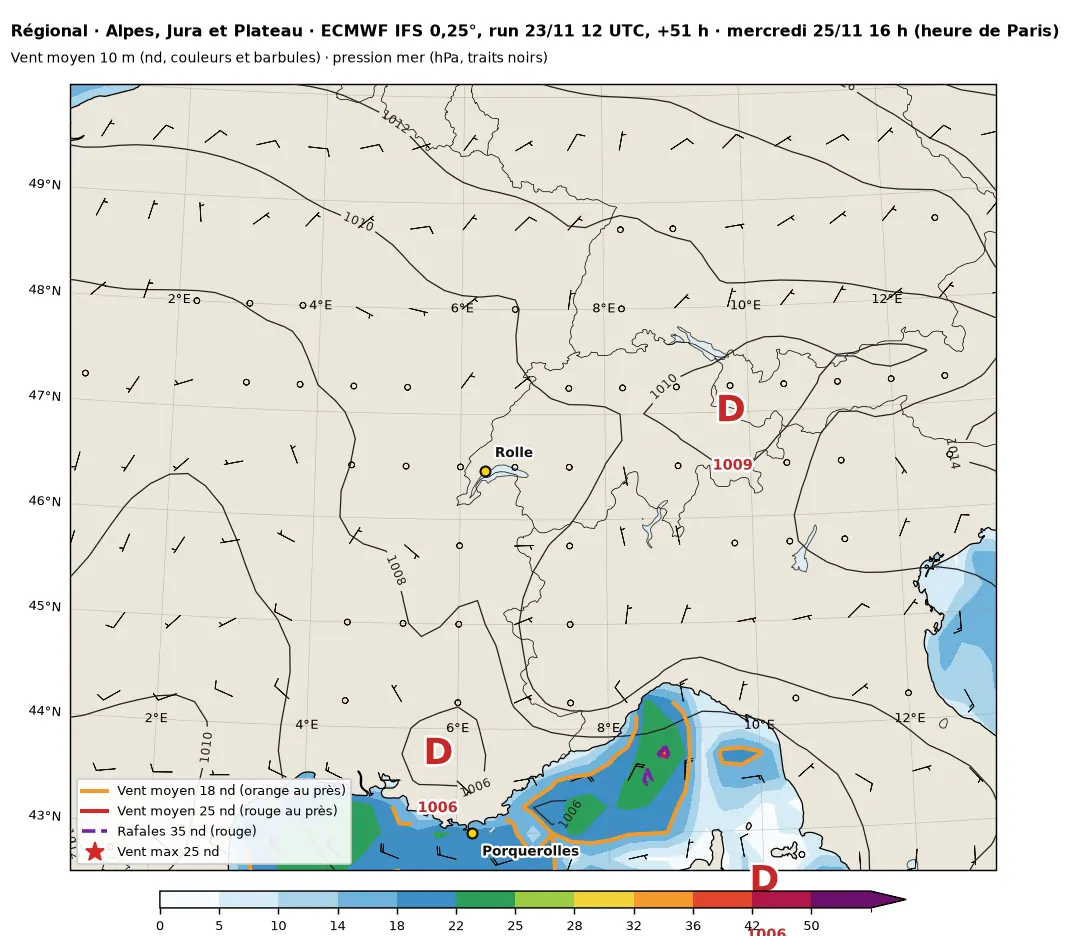 Régional · Alpes, Jura et Plateau · ECMWF IFS 0,25°, run 23/11 12 UTC, +51 h · mercredi 25/11 16 h (heure de Paris)
Vent moyen 10 m (nd, couleurs et barbules) · pression mer (hPa, traits noirs)
1012
49°N
1010
48°N
2°E
4°E
6°E
8°E
10°E
12°E
47°N
1010
D
1009
1014
Rolle
46°N
1008
45°N
44°N
2°E
4°E
6°E
8°E
10°E
12°E
1010
D
1006
1006
1006
43°N
Vent moyen 18 nd (orange au près)
Vent moyen 25 nd (rouge au près)
Rafales 35 nd (rouge)
Vent max 25 nd
Porquerolles
D
1006
0 5 10 14 18 22 25 28 32 36 42 50